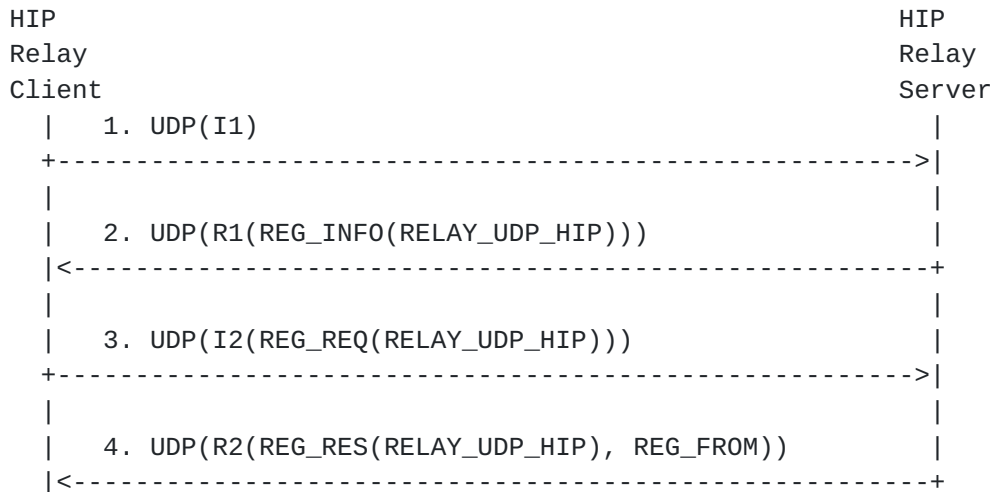 HIP                                                      HIP
Relay                                                    Relay
Client                                                   Server
  |   1. UDP(I1)                                           |
  +------------------------------------------------------->|
  |                                                        |
  |   2. UDP(R1(REG_INFO(RELAY_UDP_HIP)))                  |
  |<-------------------------------------------------------+
  |                                                        |
  |   3. UDP(I2(REG_REQ(RELAY_UDP_HIP)))                   |
  +------------------------------------------------------->|
  |                                                        |
  |   4. UDP(R2(REG_RES(RELAY_UDP_HIP), REG_FROM))         |
  |<-------------------------------------------------------+